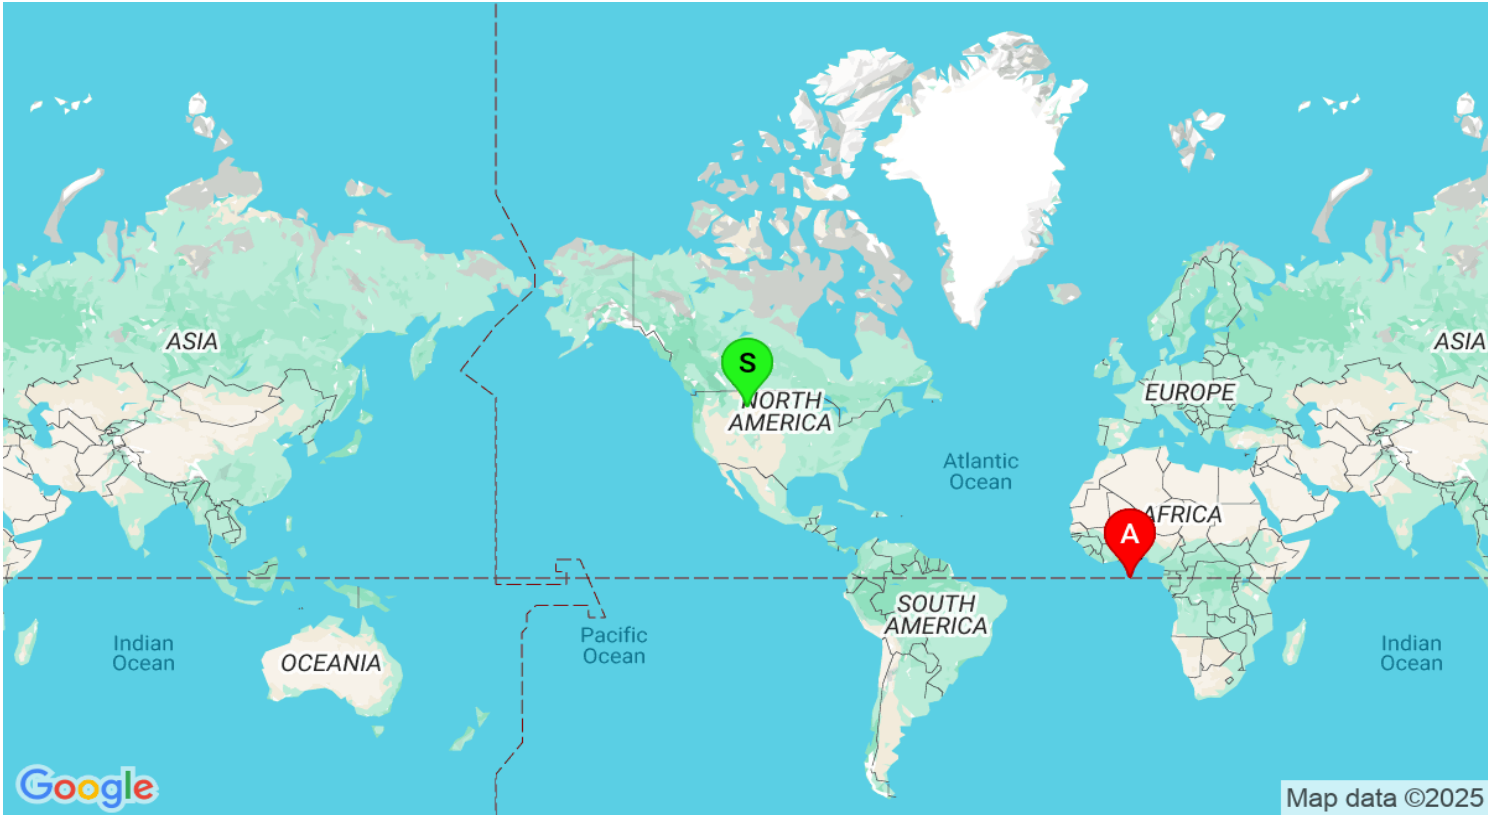 ASIA
ASIA
S
NORTH
AMERICA
EUROPE
Atlantic
Ocean
AFRICA
A
SOUTH
AMERICA
Indian
Ocean
OCEANIA
Pacific
Ocean
Indian
Ocean
Google
Map data ©2025